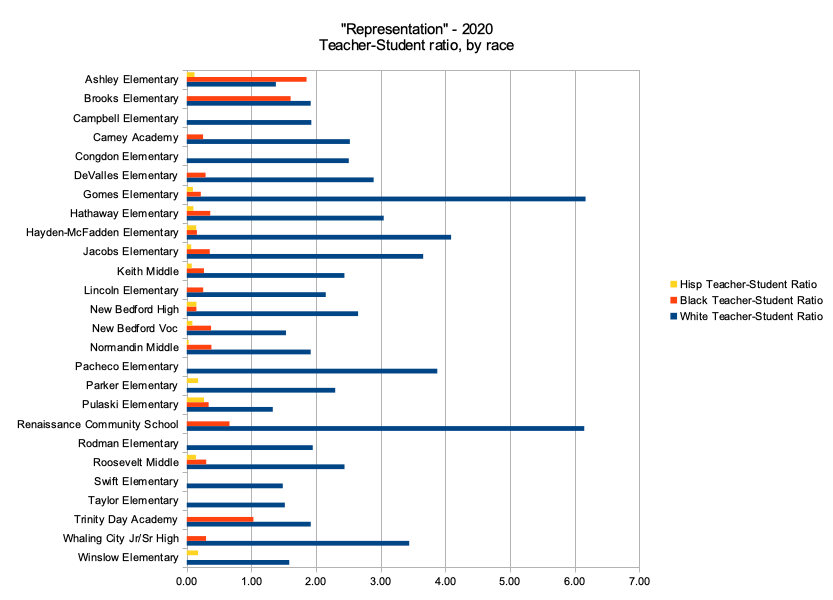 "Representation" - 2020
Teacher-Student ratio, by race
Ashley Elementary
Brooks Elementary
Campbell Elementary
Carney Academy
Congdon Elementary
DeValles Elementary
Gomes Elementary
Hathaway Elementary
Hayden-McFadden Elementary
Jacobs Elementary
Keith Middle
Lincoln Elementary
New Bedford High
New Bedford Voc
Normandin Middle
Pacheco Elementary
Parker Elementary
Pulaski Elementary
Renaissance Community School
Rodman Elementary
Roosevelt Middle
Swift Elementary
Taylor Elementary
Trinity Day Academy
Whaling City Jr/Sr High
Winslow Elementary
0.00 1.00 2.00 3.00 4.00 5.00 6.00 7.00
Hisp Teacher-Student Ratio
Black Teacher-Student Ratio
White Teacher-Student Ratio